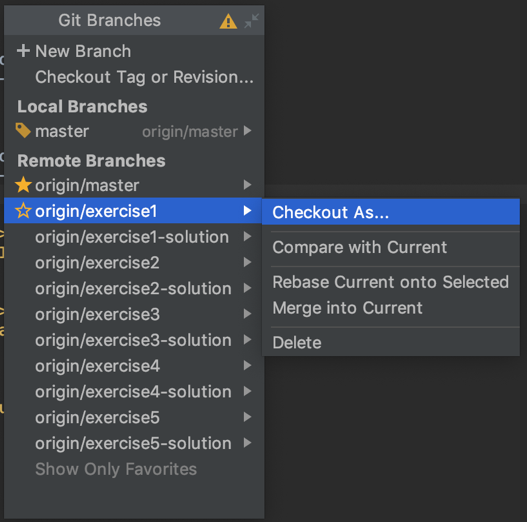 Git Branches
New Branch
Checkout Tag or Revision...
Local Branches
master origin/master
Remote Branches
origin/master
origin/exercise1
origin/exercise1-solution
origin/exercise2
origin/exercise2-solution
origin/exercise3
origin/exercise3-solution
origin/exercise4
origin/exercise4-solution
origin/exercise5
origin/exercise5-solution
Show Only Favorites
Checkout As...
Compare with Current
Rebase Current onto Selected
Merge into Current
Delete